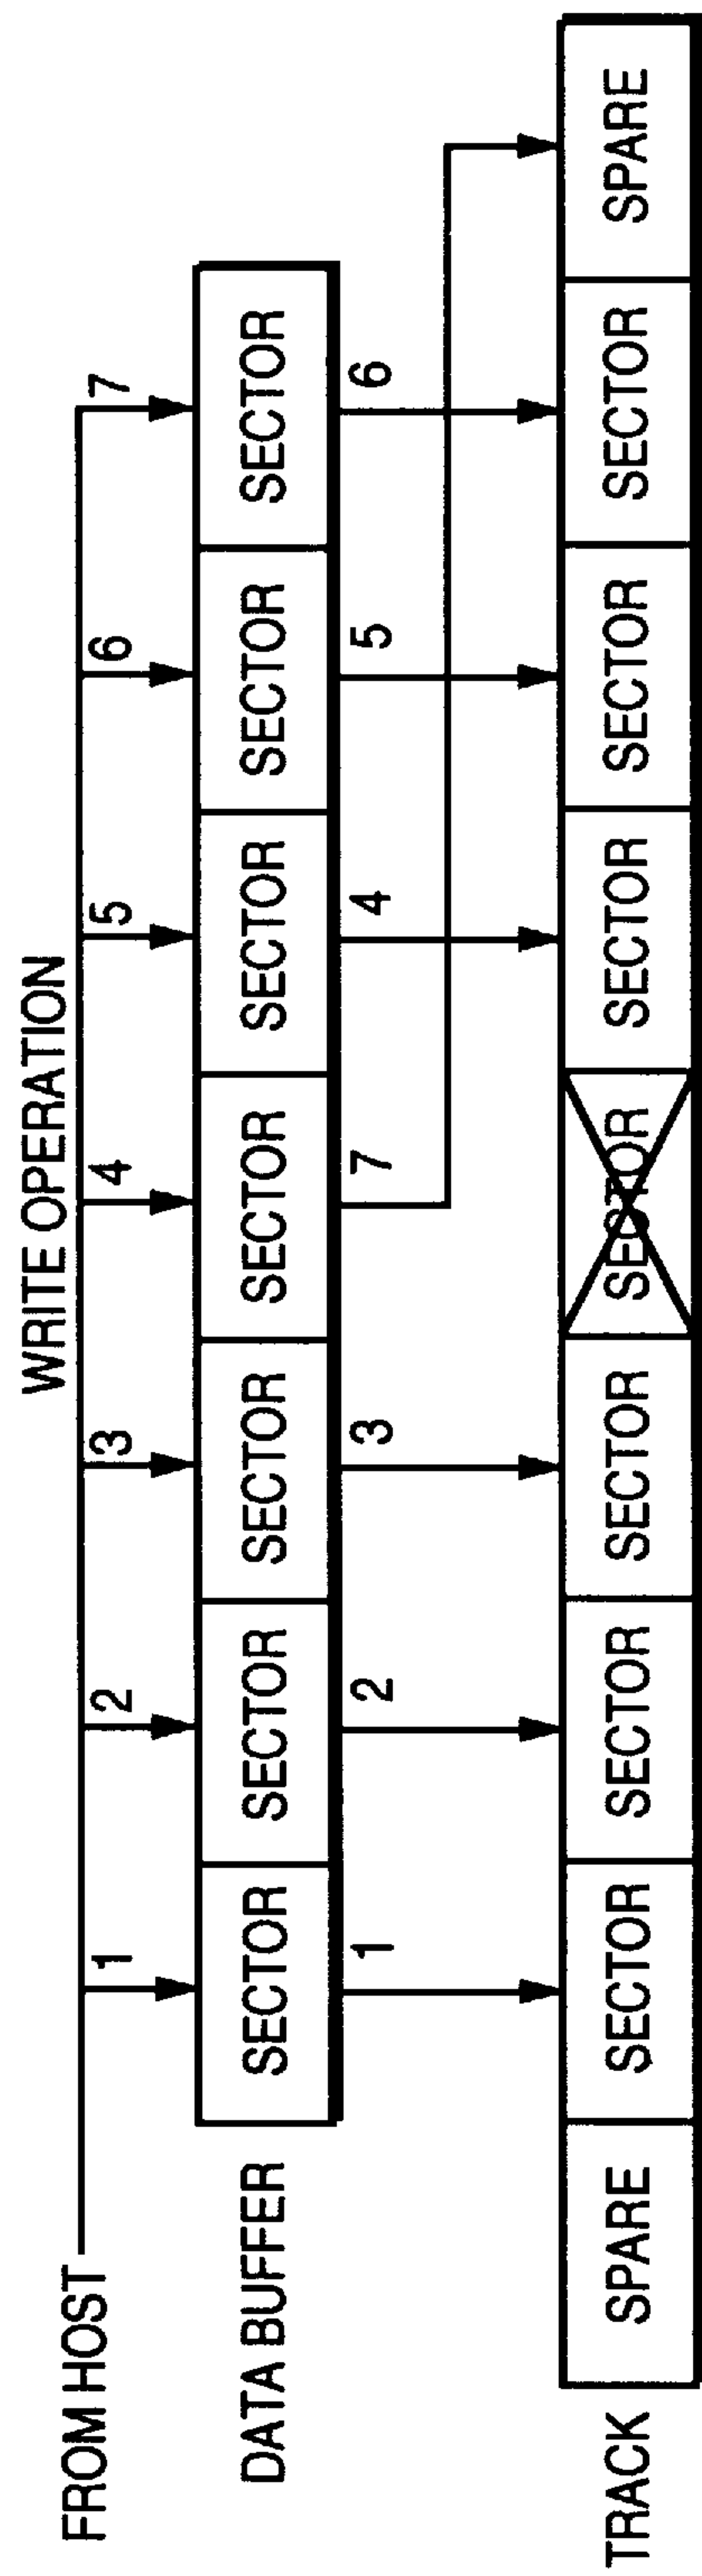 WRITE OPERATION
FROM HOST
1 2 3 4 5 6 7
DATA BUFFER SECTOR SECTOR SECTOR SECTOR SECTOR SECTOR SECTOR
1 2 3 7 4 5 6
TRACK SPARE SECTOR SECTOR SECTOR SECTOR SECTOR SECTOR SECTOR SPARE